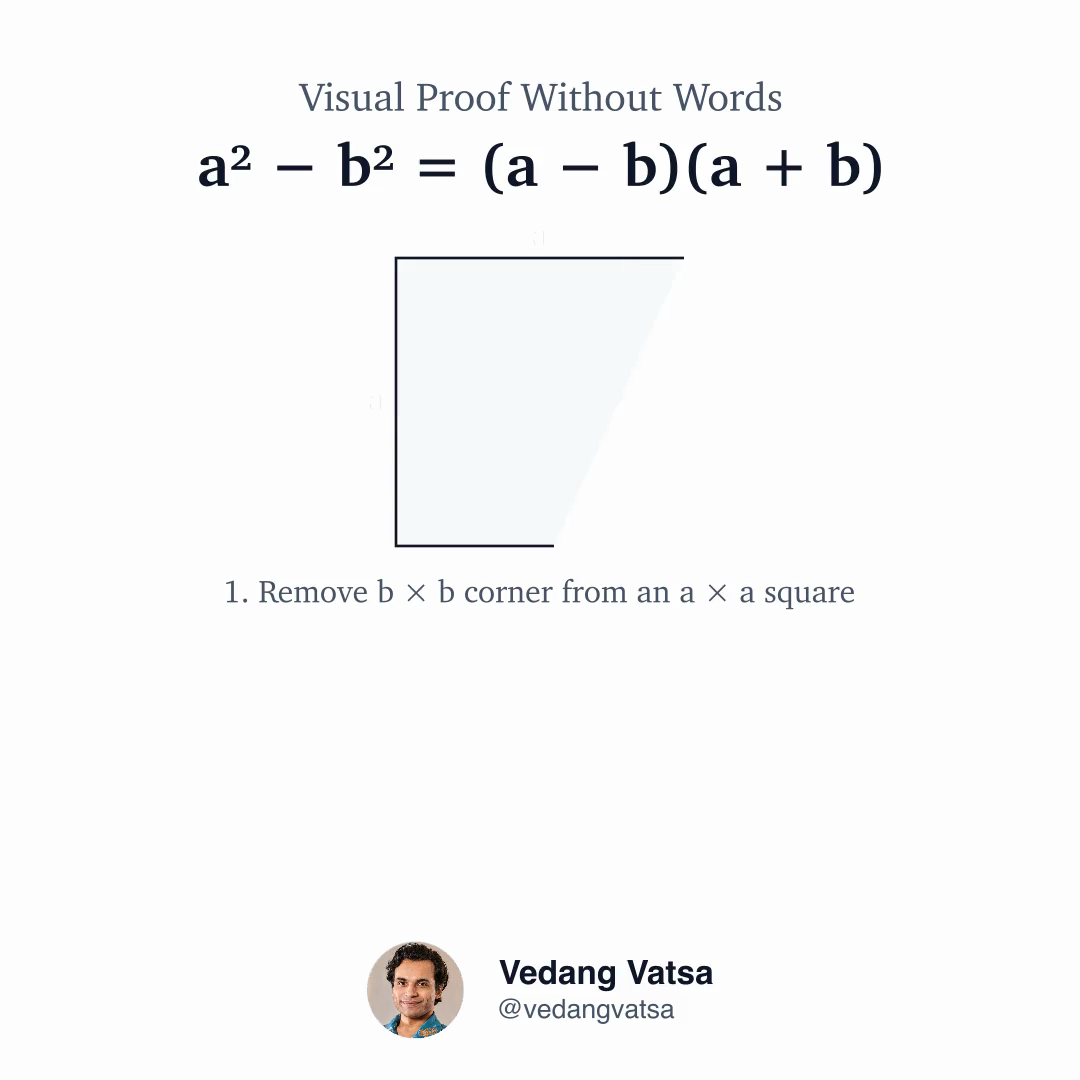 Visual Proof Without Words
a² − b² = (a − b)(a + b)
a
a
1. Remove b × b corner from an a × a square
Vedang Vatsa
@vedangvatsa